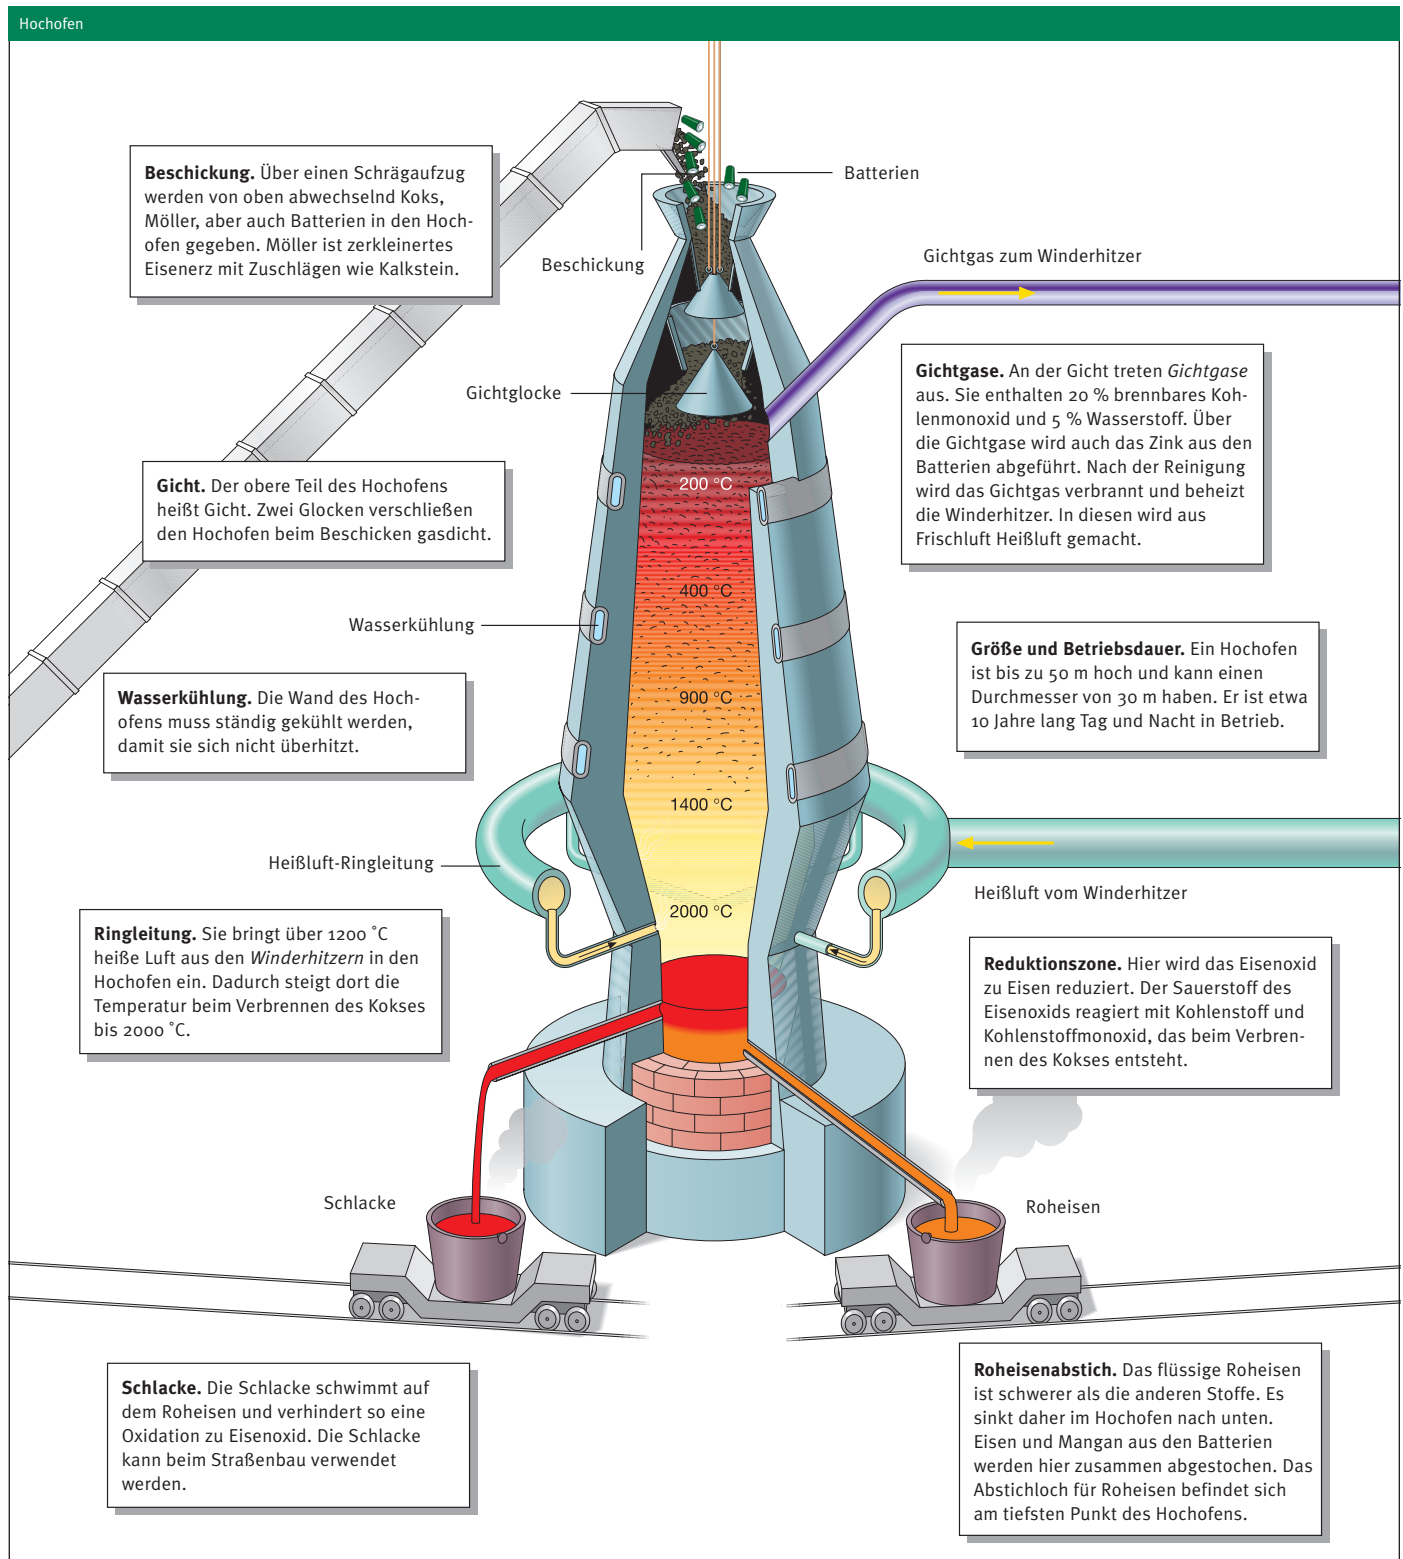 Hochofen
Beschickung. Über einen Schrägaufzug
werden von oben abwechselnd Koks,
Möller, aber auch Batterien in den Hoch-
ofen gegeben. Möller ist zerkleinertes
Eisenerz mit Zuschlägen wie Kalkstein.
Batterien
Beschickung
Gichtgas zum Winderhitzer
Gichtglocke
Gichtgase. An der Gicht treten Gichtgase
aus. Sie enthalten 20 % brennbares Koh-
lenmonoxid und 5 % Wasserstoff. Über
die Gichtgase wird auch das Zink aus den
Batterien abgeführt. Nach der Reinigung
wird das Gichtgas verbrannt und beheizt
die Winderhitzer. In diesen wird aus
Frischluft Heißluft gemacht.
Gicht. Der obere Teil des Hochofens
heißt Gicht. Zwei Glocken verschließen
den Hochofen beim Beschicken gasdicht.
200 °C
400 °C
900 °C
1400 °C
2000 °C
Wasserkühlung
Wasserkühlung. Die Wand des Hoch-
ofens muss ständig gekühlt werden,
damit sie sich nicht überhitzt.
Größe und Betriebsdauer. Ein Hochofen
ist bis zu 50 m hoch und kann einen
Durchmesser von 30 m haben. Er ist etwa
10 Jahre lang Tag und Nacht in Betrieb.
Heißluft-Ringleitung
Heißluft vom Winderhitzer
Ringleitung. Sie bringt über 1200 °C
heiße Luft aus den Winderhitzern in den
Hochofen ein. Dadurch steigt dort die
Temperatur beim Verbrennen des Kokses
bis 2000 °C.
Reduktionszone. Hier wird das Eisenoxid
zu Eisen reduziert. Der Sauerstoff des
Eisenoxids reagiert mit Kohlenstoff und
Kohlenstoffmonoxid, das beim Verbren-
nen des Kokses entsteht.
Schlacke
Roheisen
Schlacke. Die Schlacke schwimmt auf
dem Roheisen und verhindert so eine
Oxidation zu Eisenoxid. Die Schlacke
kann beim Straßenbau verwendet
werden.
Roheisenabstich. Das flüssige Roheisen
ist schwerer als die anderen Stoffe. Es
sinkt daher im Hochofen nach unten.
Eisen und Mangan aus den Batterien
werden hier zusammen abgestochen. Das
Abstichloch für Roheisen befindet sich
am tiefsten Punkt des Hochofens.